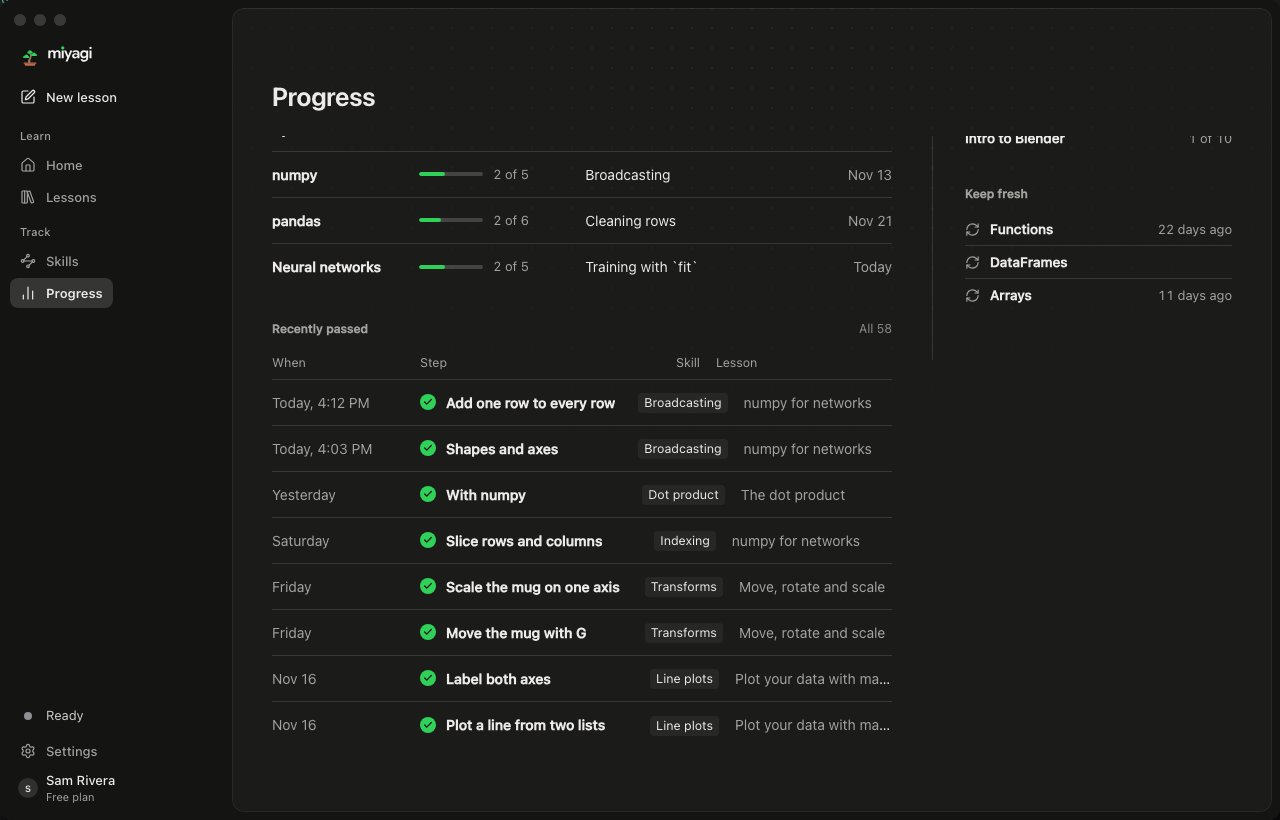 miyagi
New lesson
Learn
Home
Lessons
Track
Skills
Progress
Ready
Settings
S
Sam Rivera
Free plan
Progress
numpy 2 of 5 Broadcasting Nov 13
pandas 2 of 6 Cleaning rows Nov 21
Neural networks 2 of 5 Training with `fit` Today
Recently passed All 58
When Step Skill Lesson
Today, 4:12 PM Add one row to every row Broadcasting numpy for networks
Today, 4:03 PM Shapes and axes Broadcasting numpy for networks
Yesterday With numpy Dot product The dot product
Saturday Slice rows and columns Indexing numpy for networks
Friday Scale the mug on one axis Transforms Move, rotate and scale
Friday Move the mug with G Transforms Move, rotate and scale
Nov 16 Label both axes Line plots Plot your data with ma...
Nov 16 Plot a line from two lists Line plots Plot your data with ma...
Intro to Blender 1 of 10
Keep fresh
Functions 22 days ago
DataFrames
Arrays 11 days ago